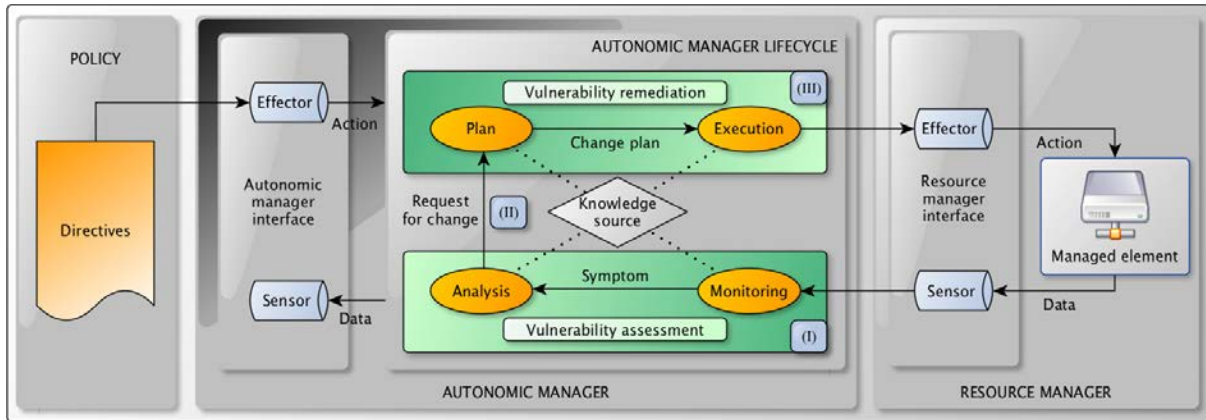 POLICY
Directives
Effector
Action
Autonomic
manager
interface
Sensor
Data
AUTONOMIC MANAGER LIFECYCLE
Vulnerability remediation
(III)
Plan
Change plan
Execution
Request
for change
(II)
Knowledge
source
Analysis
Symptom
Monitoring
Vulnerability assessment
(I)
AUTONOMIC MANAGER
Effector
Action
Resource
manager
interface
Managed element
Sensor
Data
RESOURCE MANAGER